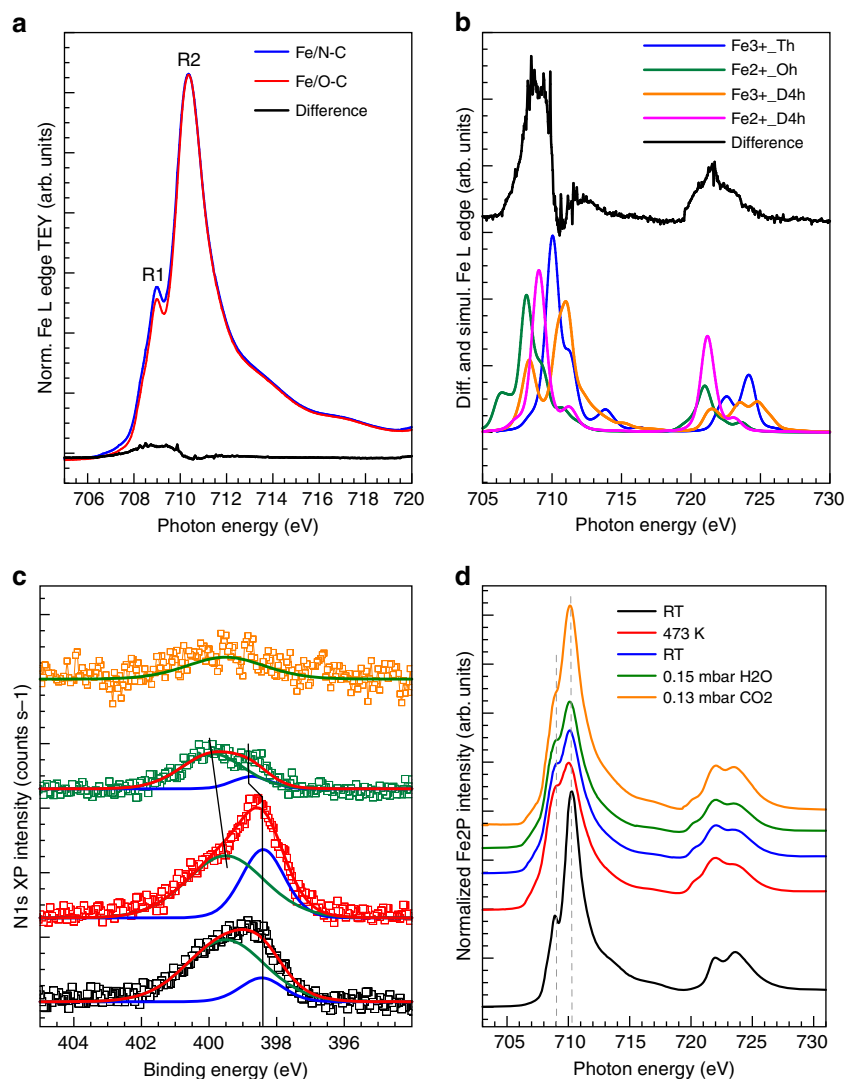 a
R2
R1
Fe/N-C
Fe/O-C
Difference
Norm. Fe L edge TEY (arb. units)
706 708 710 712 714 716 718 720
Photon energy (eV)
b
Fe3+_Th
Fe2+_Oh
Fe3+_D4h
Fe2+_D4h
Difference
Diff. and simul. Fe L edge (arb. units)
705 710 715 720 725 730
Photon energy (eV)
c
N1s XP intensity (counts s–1)
404 402 400 398 396
Binding energy (eV)
d
RT
473 K
RT
0.15 mbar H2O
0.13 mbar CO2
Normalized Fe2P intensity (arb. units)
705 710 715 720 725 730
Photon energy (eV)